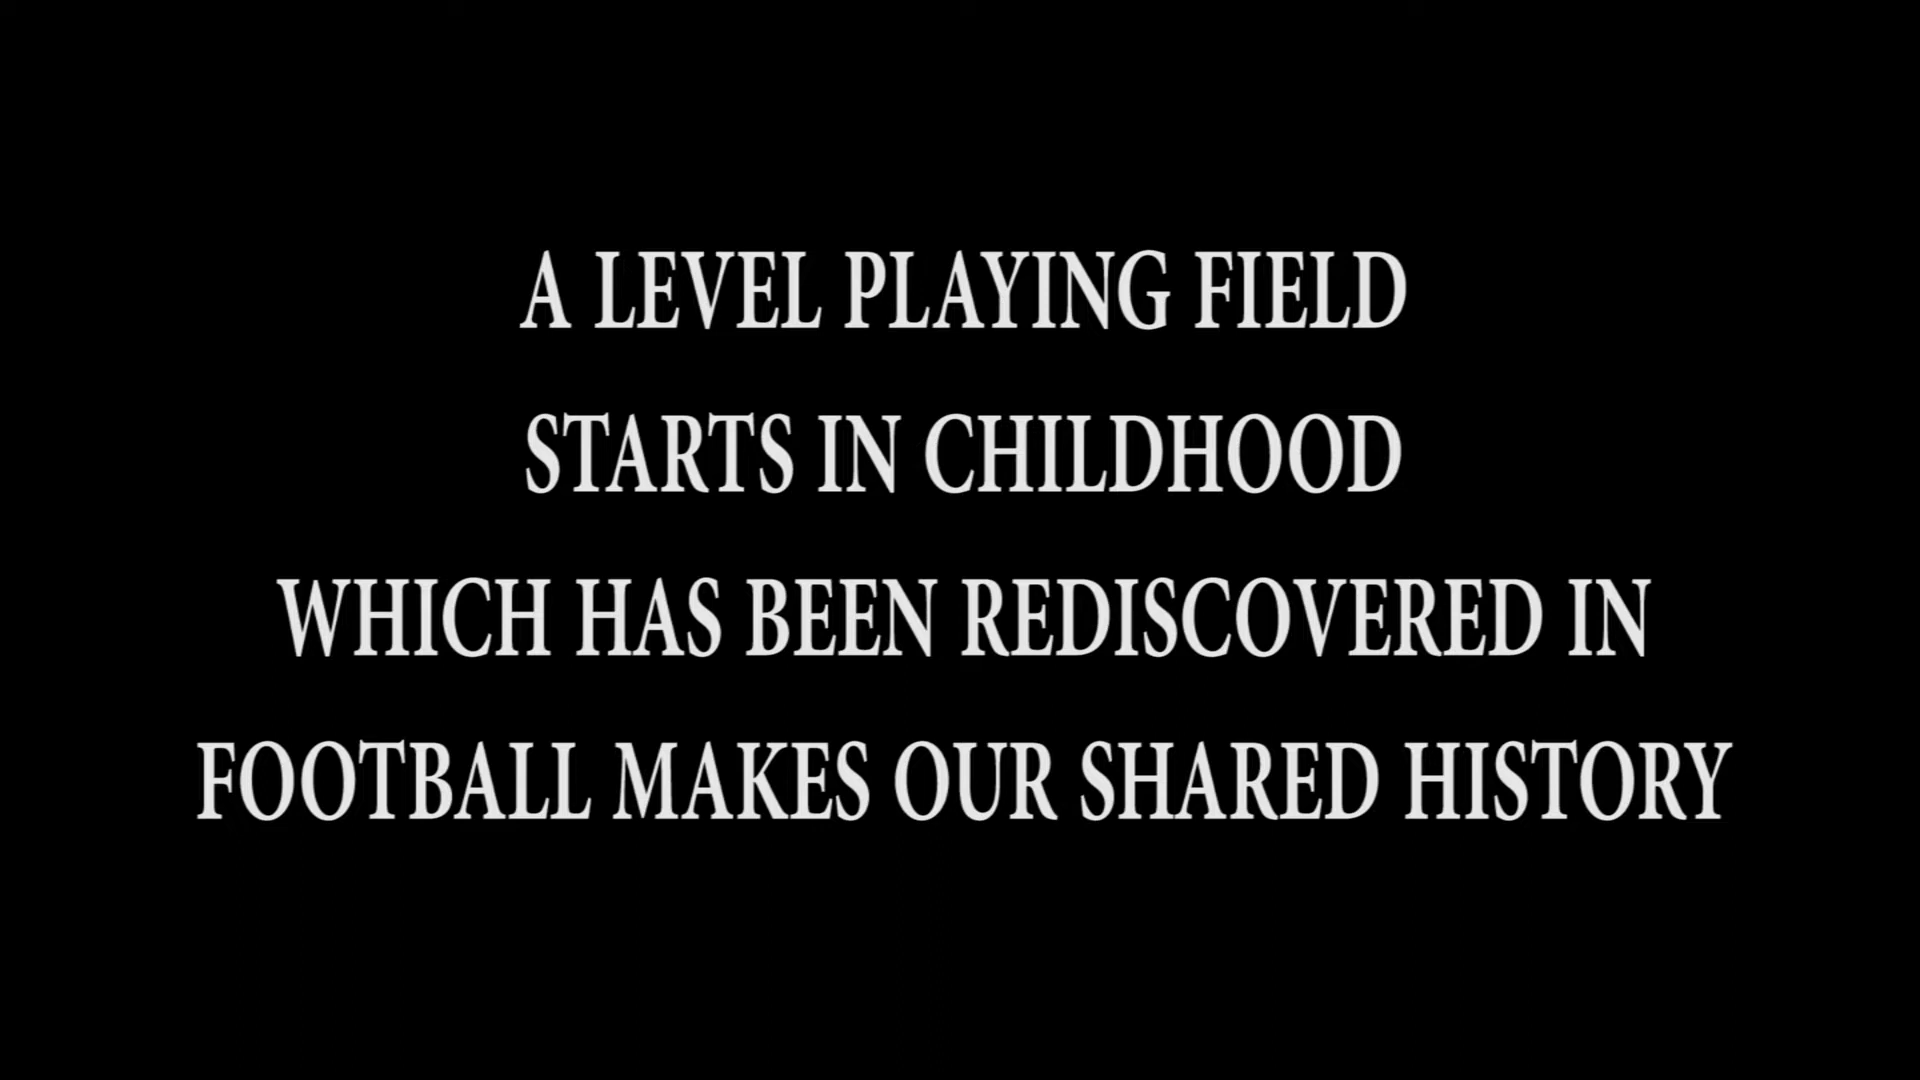 A LEVEL PLAYING FIELD
STARTS IN CHILDHOOD
WHICH HAS BEEN REDISCOVERED IN
FOOTBALL MAKES OUR SHARED HISTORY